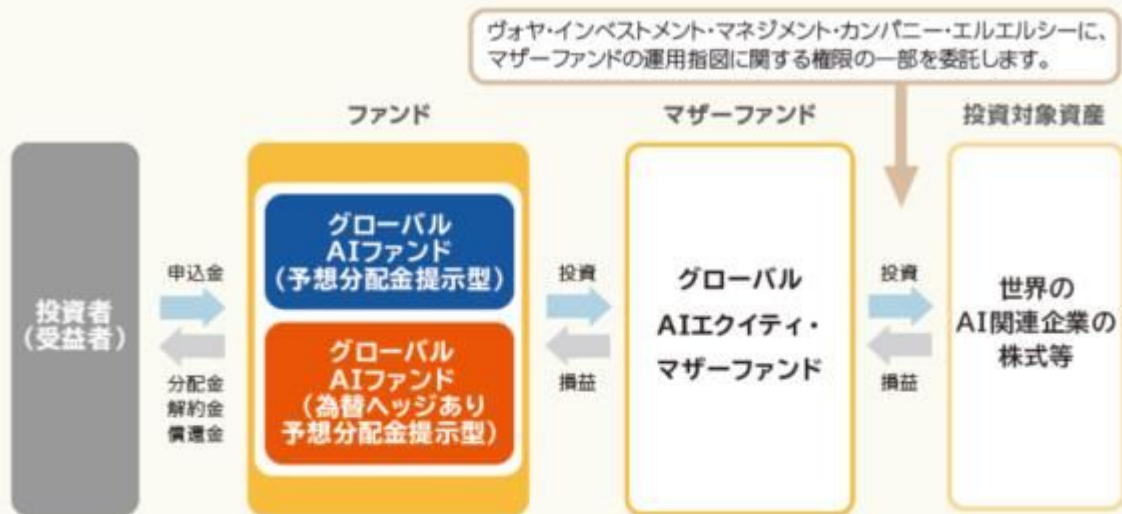 ヴォヤ・インベストメント・マネジメント・カンパニー・エルエルシーに、
マザーファンドの運用指図に関する権限の一部を委託します。
ファンド
マザーファンド
投資対象資産
投資者
(受益者)
申込金
分配金
解約金
償還金
グローバル
AIファンド
(予想分配金提示型)
グローバル
AIファンド
(為替ヘッジあり
予想分配金提示型)
投資
損益
グローバル
AIエクイティ・
マザーファンド
投資
損益
世界の
AI関連企業の
株式等